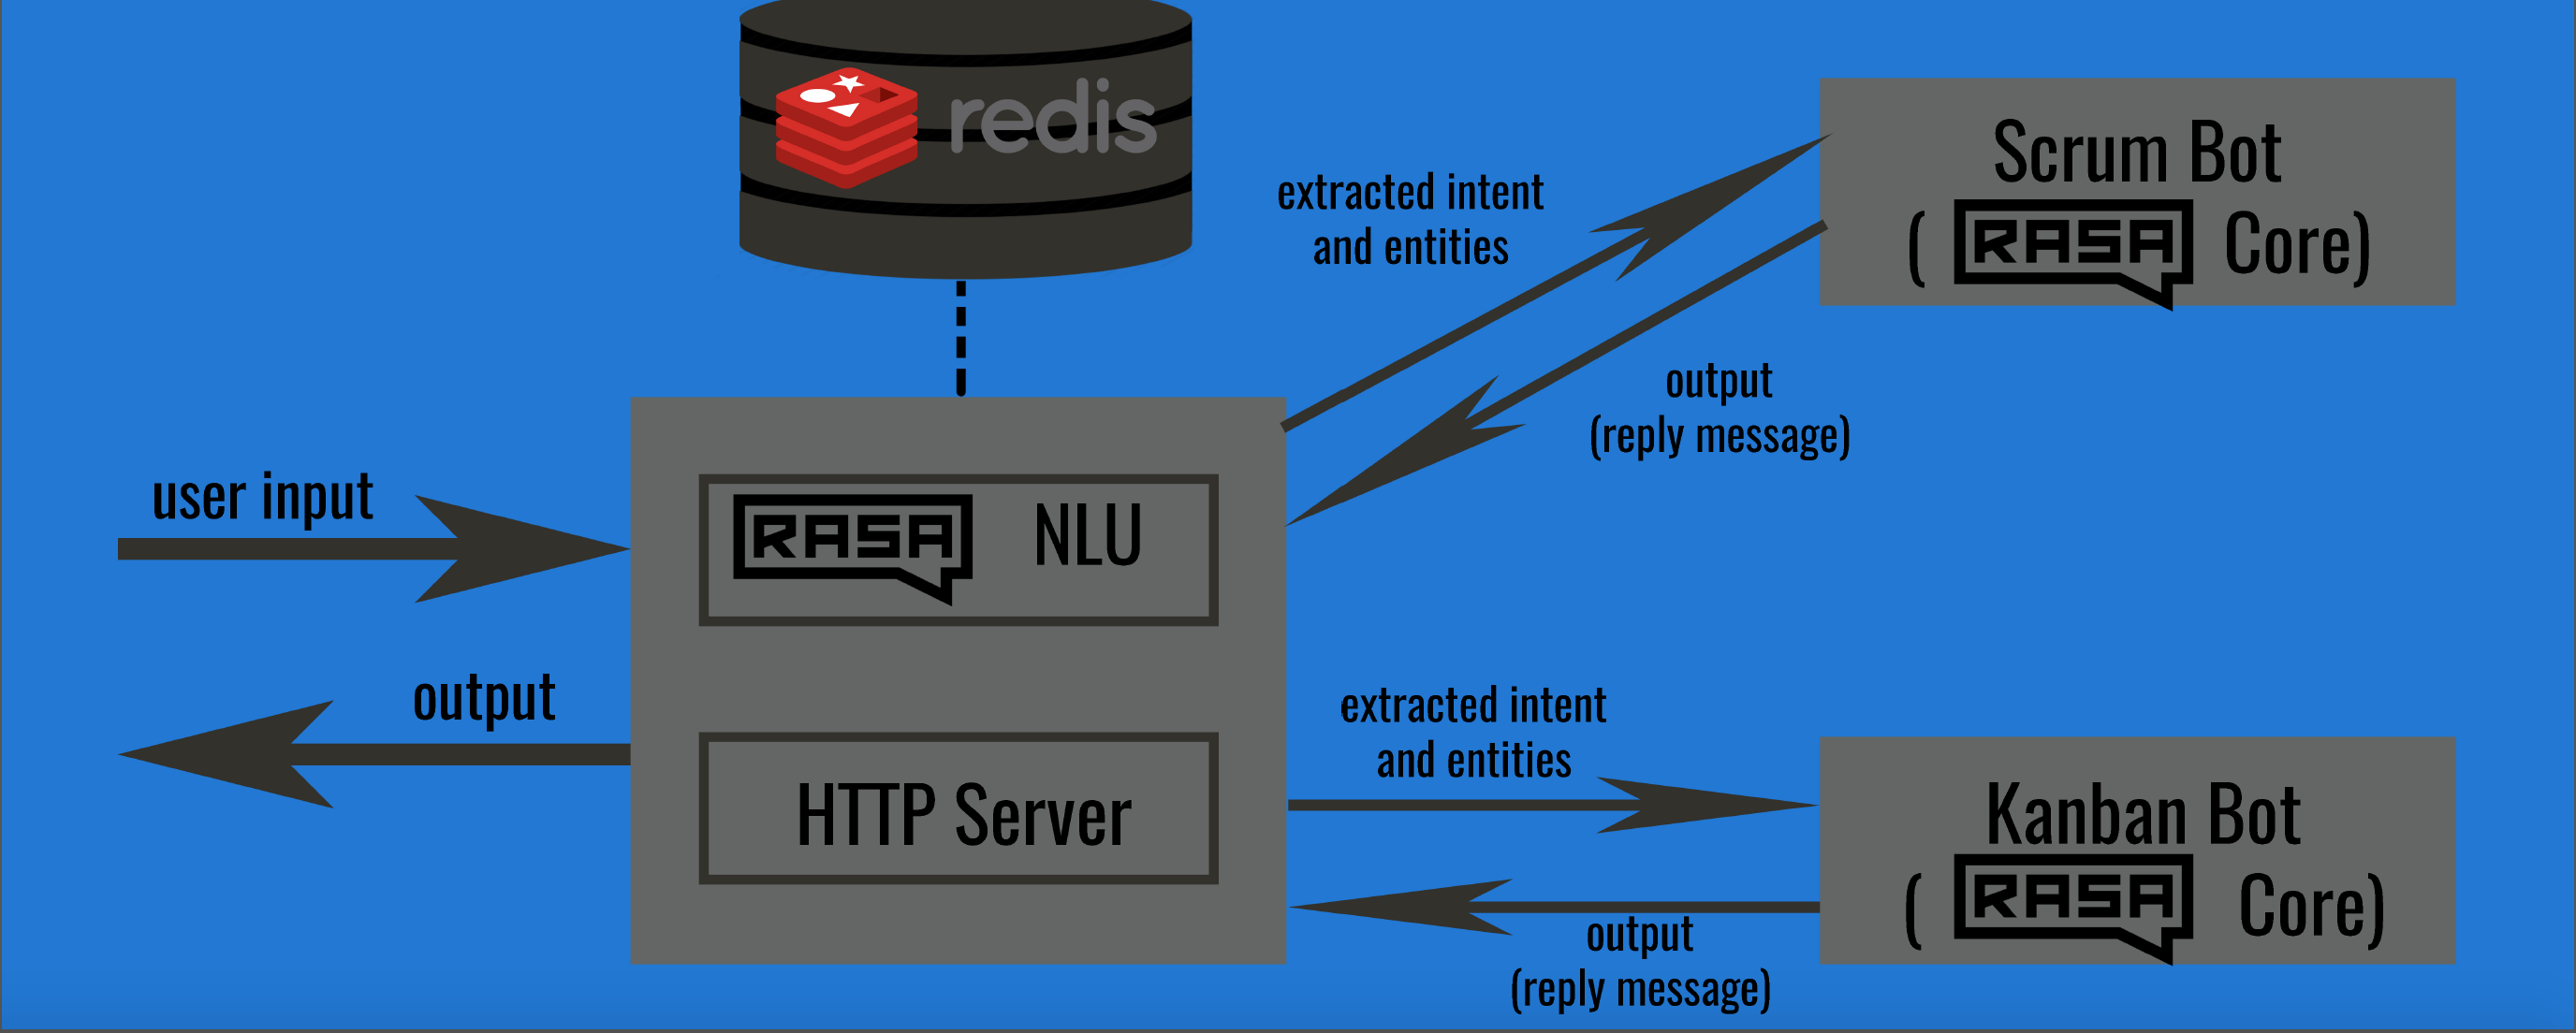 redis
extracted intent
and entities
Scrum Bot
( RASA Core)
output
(reply message)
user input
RASA NLU
output
HTTP Server
extracted intent
and entities
Kanban Bot
( RASA Core)
output
(reply message)